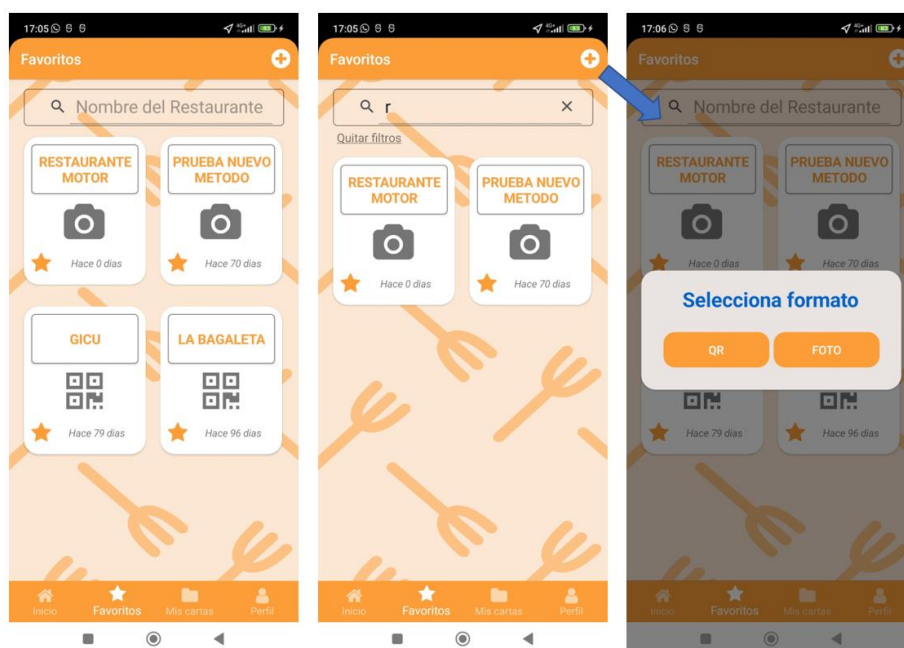 17:05
Favoritos
Nombre del Restaurante
RESTAURANTE
MOTOR
PRUEBA NUEVO
METODO
Hace 0 dias
Hace 70 dias
GICU
LA BAGALETA
Hace 79 dias
Hace 96 dias
Inicio
Favoritos
Mis cartas
Perfil
17:05
Favoritos
r
Quitar filtros
RESTAURANTE
MOTOR
PRUEBA NUEVO
METODO
Hace 0 dias
Hace 70 dias
Inicio
Favoritos
Mis cartas
Perfil
17:06
Favoritos
Nombre del Restaurante
RESTAURANTE
MOTOR
PRUEBA NUEVO
METODO
Hace 0 dias
Hace 70 dias
Selecciona formato
QR
FOTO
Hace 79 dias
Hace 96 dias
Inicio
Favoritos
Mis cartas
Perfil